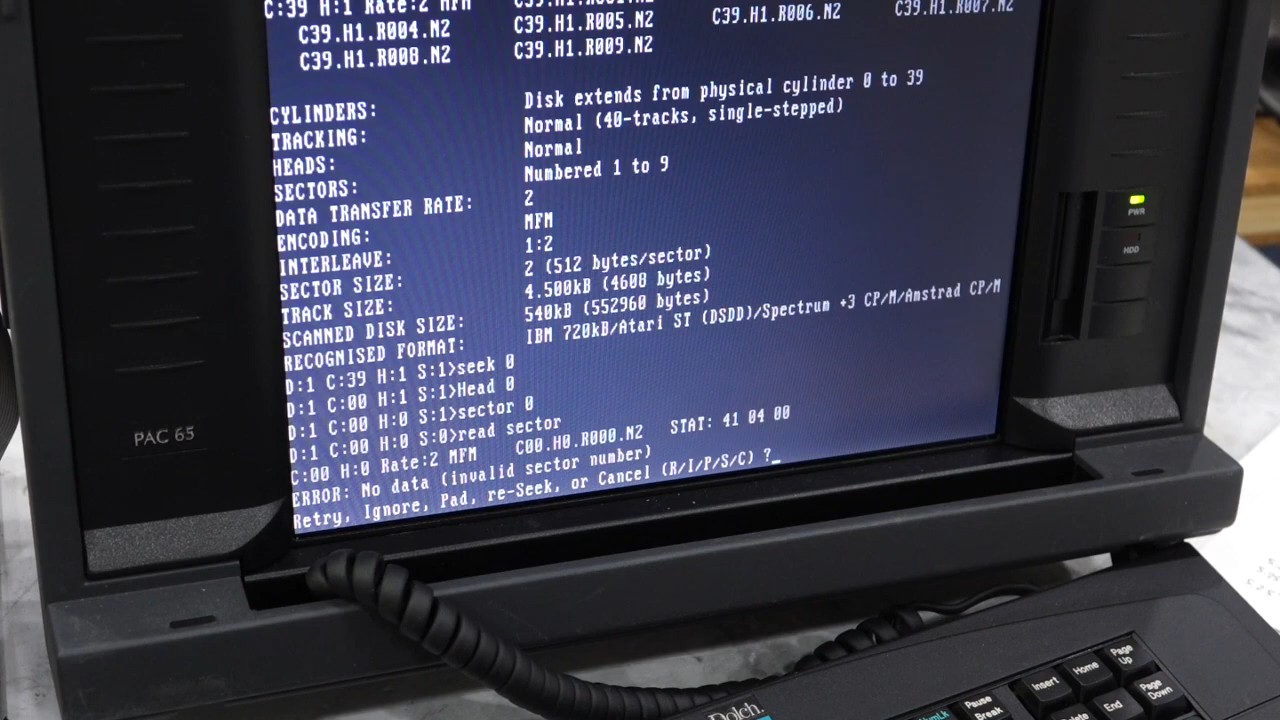 C:39 H:1 Rate:2 MFM
C39.H1.R004.N2 C39.H1.R005.N2 C39.H1.R006.N2 C39.H1.R007.N2
C39.H1.R008.N2 C39.H1.R009.N2
CYLINDERS: Disk extends from physical cylinder 0 to 39
TRACKING: Normal (40-tracks, single-stepped)
HEADS: Normal
SECTORS: Numbered 1 to 9
DATA TRANSFER RATE: 2
ENCODING: MFM
INTERLEAVE: 1:2
SECTOR SIZE: 2 (512 bytes/sector)
TRACK SIZE: 4.500kB (4608 bytes)
SCANNED DISK SIZE: 540kB (552960 bytes)
RECOGNISED FORMAT: IBM 720kB/Atari ST (DSDD)/Spectrum +3 CP/M/Amstrad CP/M
D:1 C:39 H:1 S:1>seek 0
D:1 C:00 H:1 S:1>Head 0
D:1 C:00 H:0 S:1>sector 0
D:1 C:00 H:0 S:0>read sector
C:00 H:0 Rate:2 MFM C00.H0.R000.N2 STAT: 41 04 00
ERROR: No data (invalid sector number)
Retry, Ignore, Pad, re-Seek, or Cancel (R/I/P/S/C) ?_
PAC 65
PWR
HDD
Dolch.
Pause
Break
Insert
Home
Page
Up
End
Page
Down